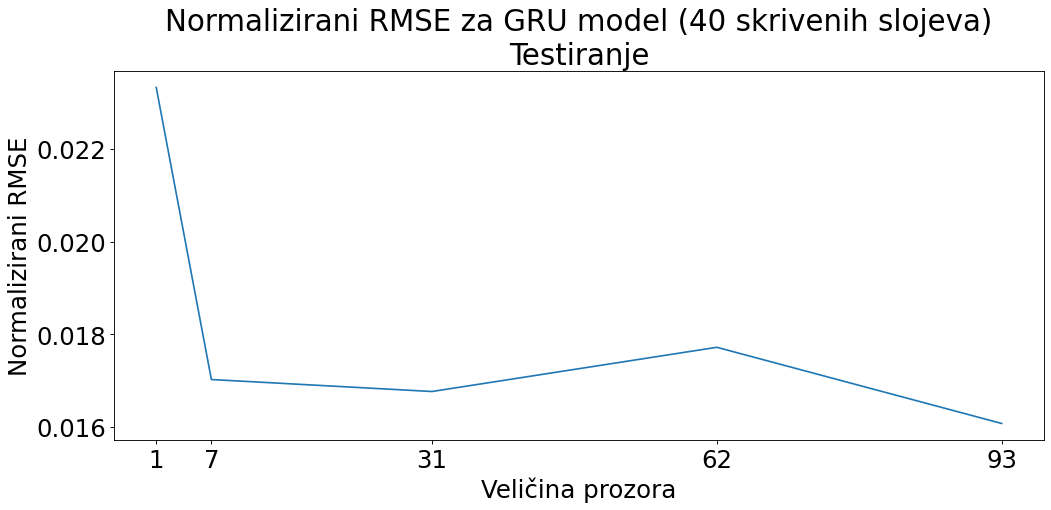 Normalizirani RMSE za GRU model (40 skrivenih slojeva)
Testiranje
Normalizirani RMSE
0.022
0.020
0.018
0.016
1 7 31 62 93
Veličina prozora